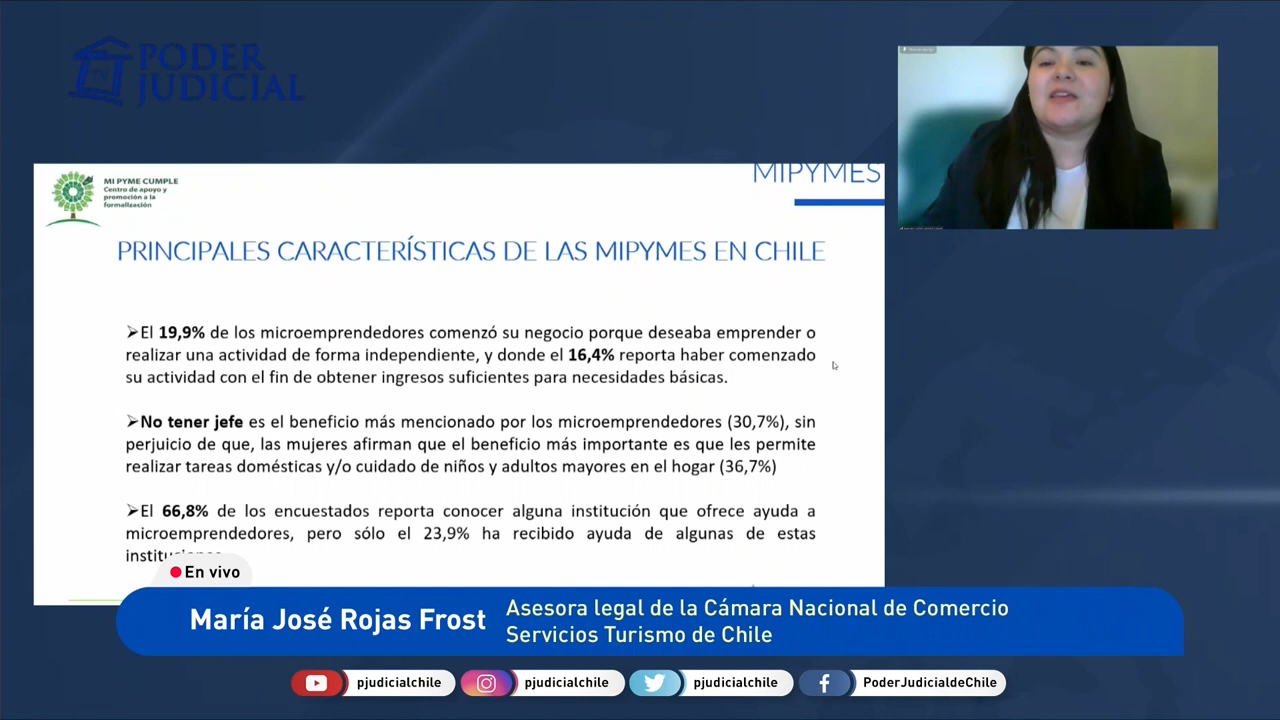 TV
PODER
JUDICIAL
MI PYME CUMPLE
Centro de apoyo y
promoción a la
formalización
MIPYMES
PRINCIPALES CARACTERÍSTICAS DE LAS MIPYMES EN CHILE
➢El 19,9% de los microemprendedores comenzó su negocio porque deseaba emprender o
realizar una actividad de forma independiente, y donde el 16,4% reporta haber comenzado
su actividad con el fin de obtener ingresos suficientes para necesidades básicas.
➢No tener jefe es el beneficio más mencionado por los microemprendedores (30,7%), sin
perjuicio de que, las mujeres afirman que el beneficio más importante es que les permite
realizar tareas domésticas y/o cuidado de niños y adultos mayores en el hogar (36,7%)
➢El 66,8% de los encuestados reporta conocer alguna institución que ofrece ayuda a
microemprendedores, pero sólo el 23,9% ha recibido ayuda de algunas de estas
En vivo
María José Rojas Frost
Asesora legal de la Cámara Nacional de Comercio
Servicios Turismo de Chile
pjudicialchile
pjudicialchile
pjudicialchile
PoderJudicialdeChile